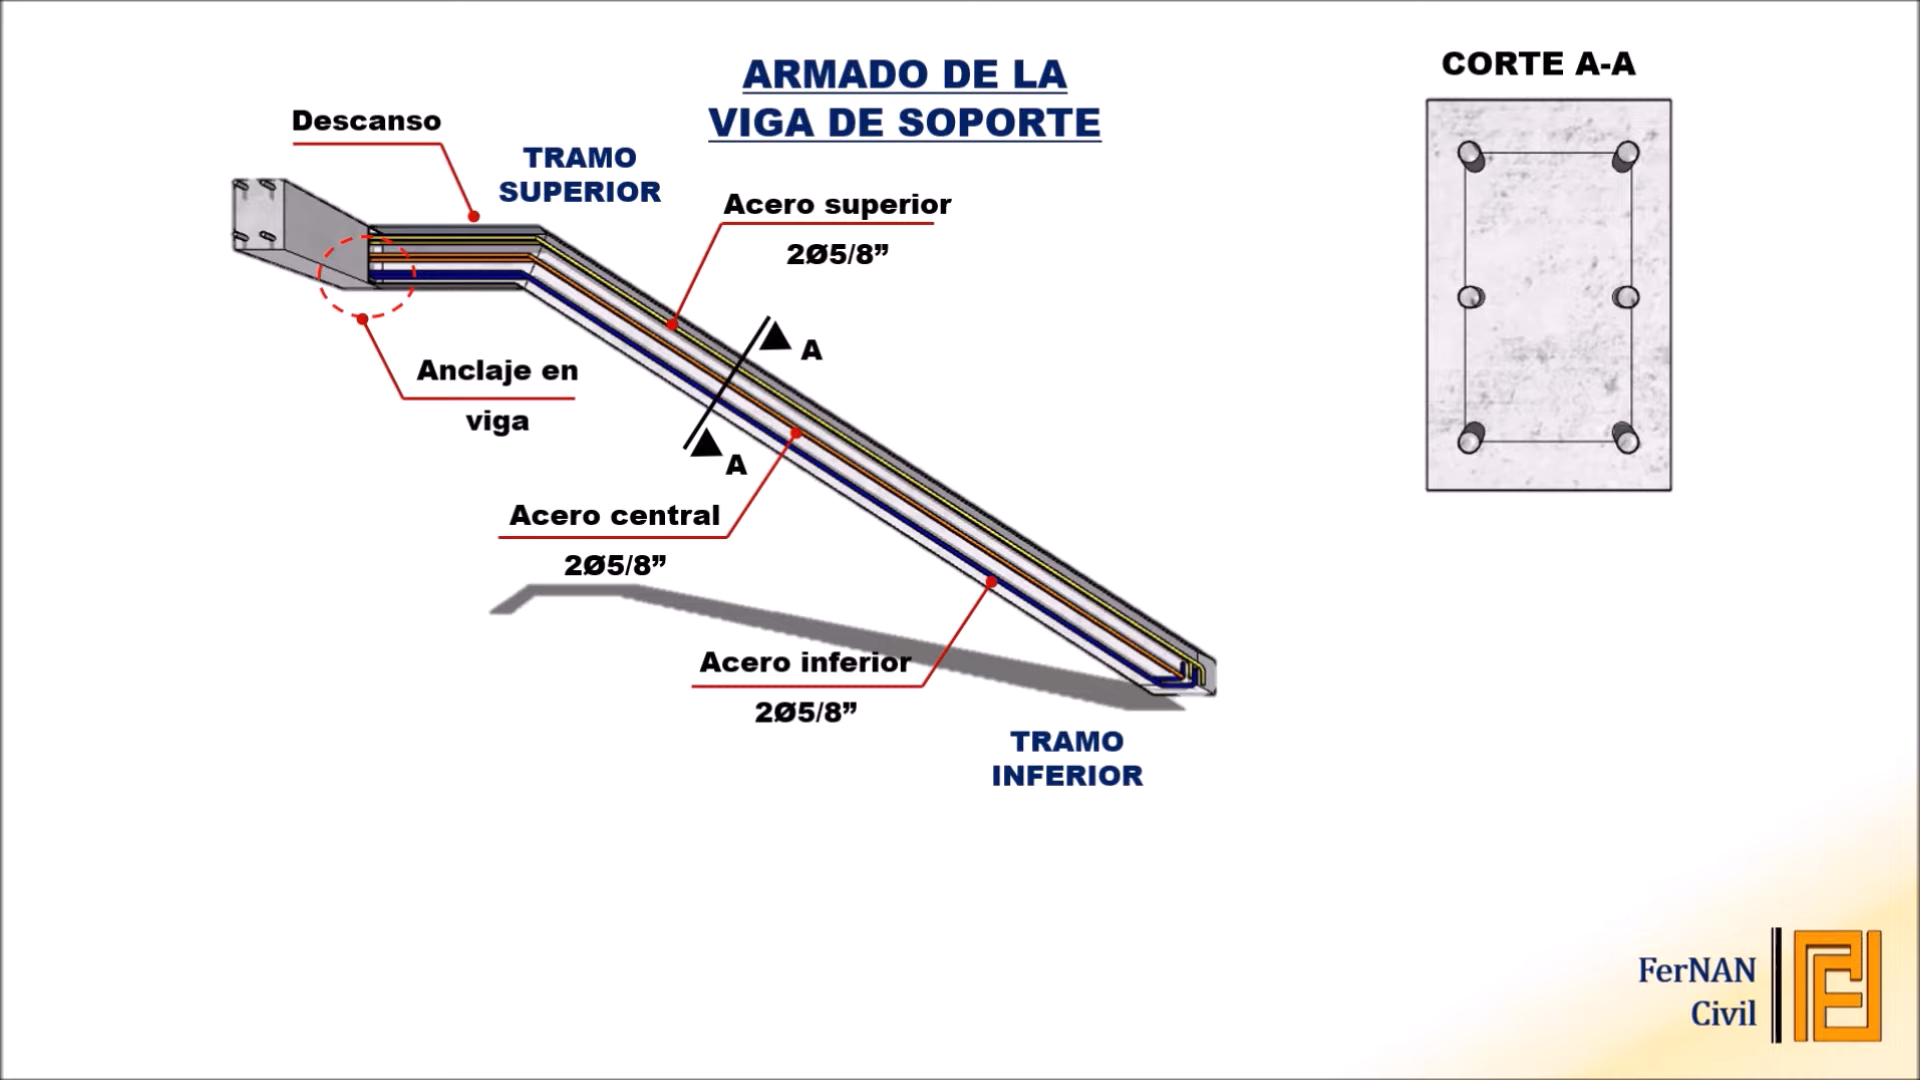 ARMADO DE LA
VIGA DE SOPORTE
CORTE A-A
Descanso
TRAMO
SUPERIOR
Acero superior
2Ø5/8”
A
A
Anclaje en
viga
Acero central
2Ø5/8”
Acero inferior
2Ø5/8”
TRAMO
INFERIOR
FerNAN
Civil